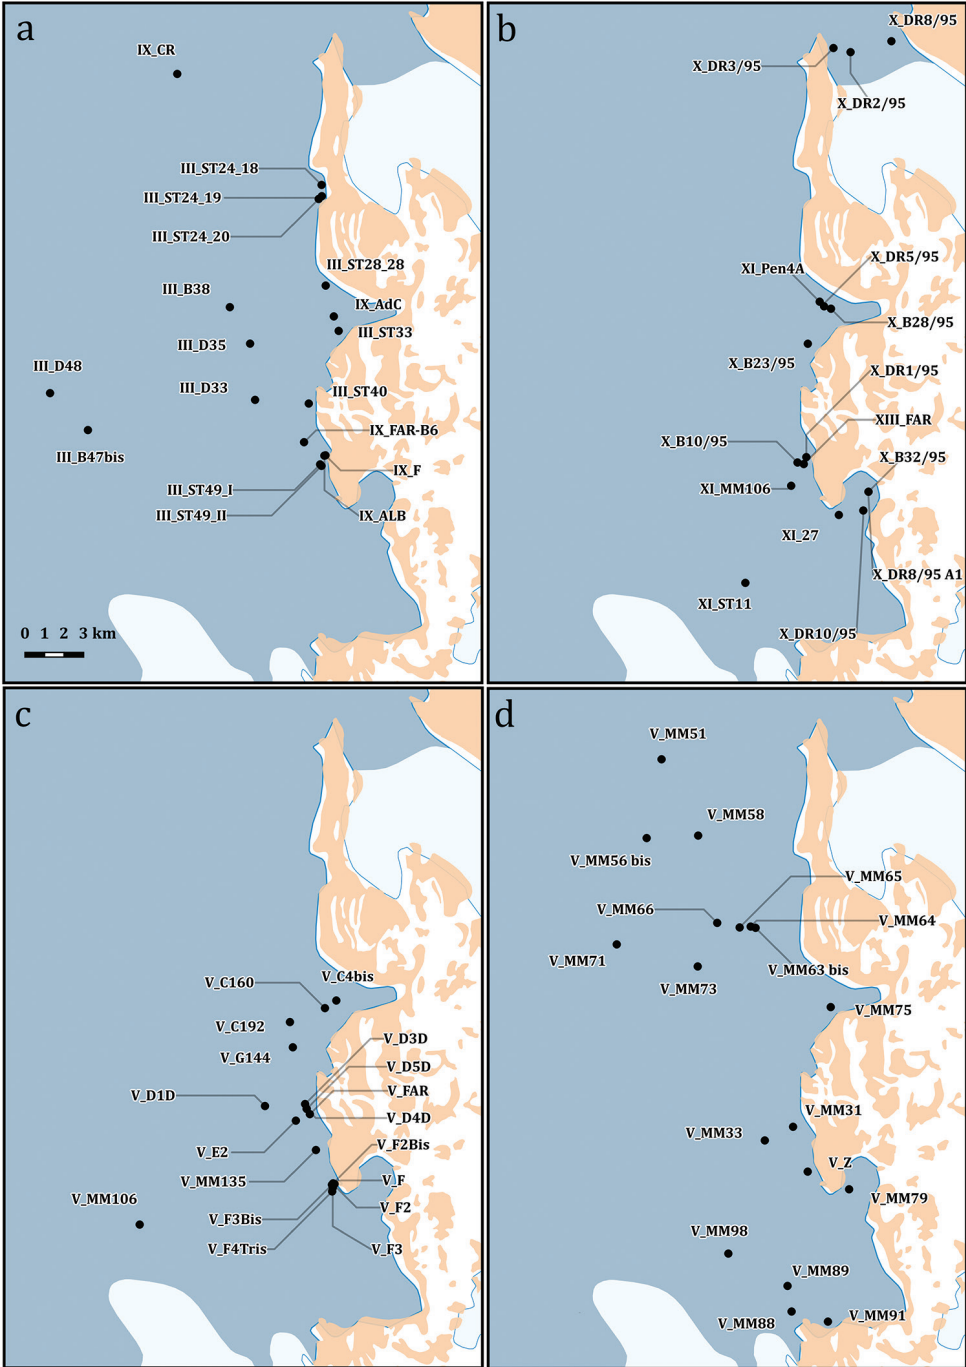 a
IX_CR
III_ST24_18
III_ST24_19
III_ST24_20
III_ST28_28
III_B38
IX_AdC
III_ST33
III_D35
III_D48
III_D33
III_ST40
IX_FAR-B6
III_B47bis
IX_F
III_ST49_I
III_ST49_II
IX_ALB
0 1 2 3 km
b
X_DR8/95
X_DR3/95
X_DR2/95
X_DR5/95
XI_Pen4A
X_B28/95
X_B23/95
X_DR1/95
XIII_FAR
X_B10/95
X_B32/95
XI_MM106
XI_27
X_DR8/95 A1
XI_ST11
X_DR10/95
c
V_C4bis
V_C160
V_C192
V_D3D
V_G144
V_D5D
V_FAR
V_D1D
V_D4D
V_F2Bis
V_E2
V_F
V_MM135
V_MM106
V_F2
V_F3Bis
V_F4Tris
V_F3
d
V_MM51
V_MM58
V_MM56 bis
V_MM65
V_MM66
V_MM64
V_MM71
V_MM63 bis
V_MM73
V_MM75
V_MM31
V_MM33
V_Z
V_MM79
V_MM98
V_MM89
V_MM88
V_MM91